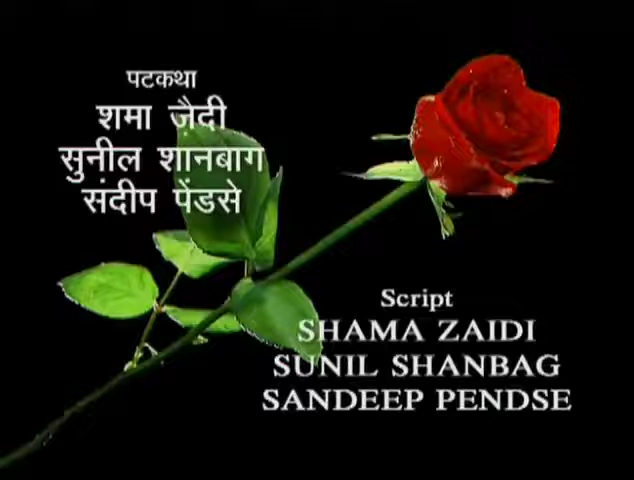 पटकथा
शमा जै़दी
सुनील शानबाग
संदीप पेंडसे
Script
SHAMA ZAIDI
SUNIL SHANBAG
SANDEEP PENDSE